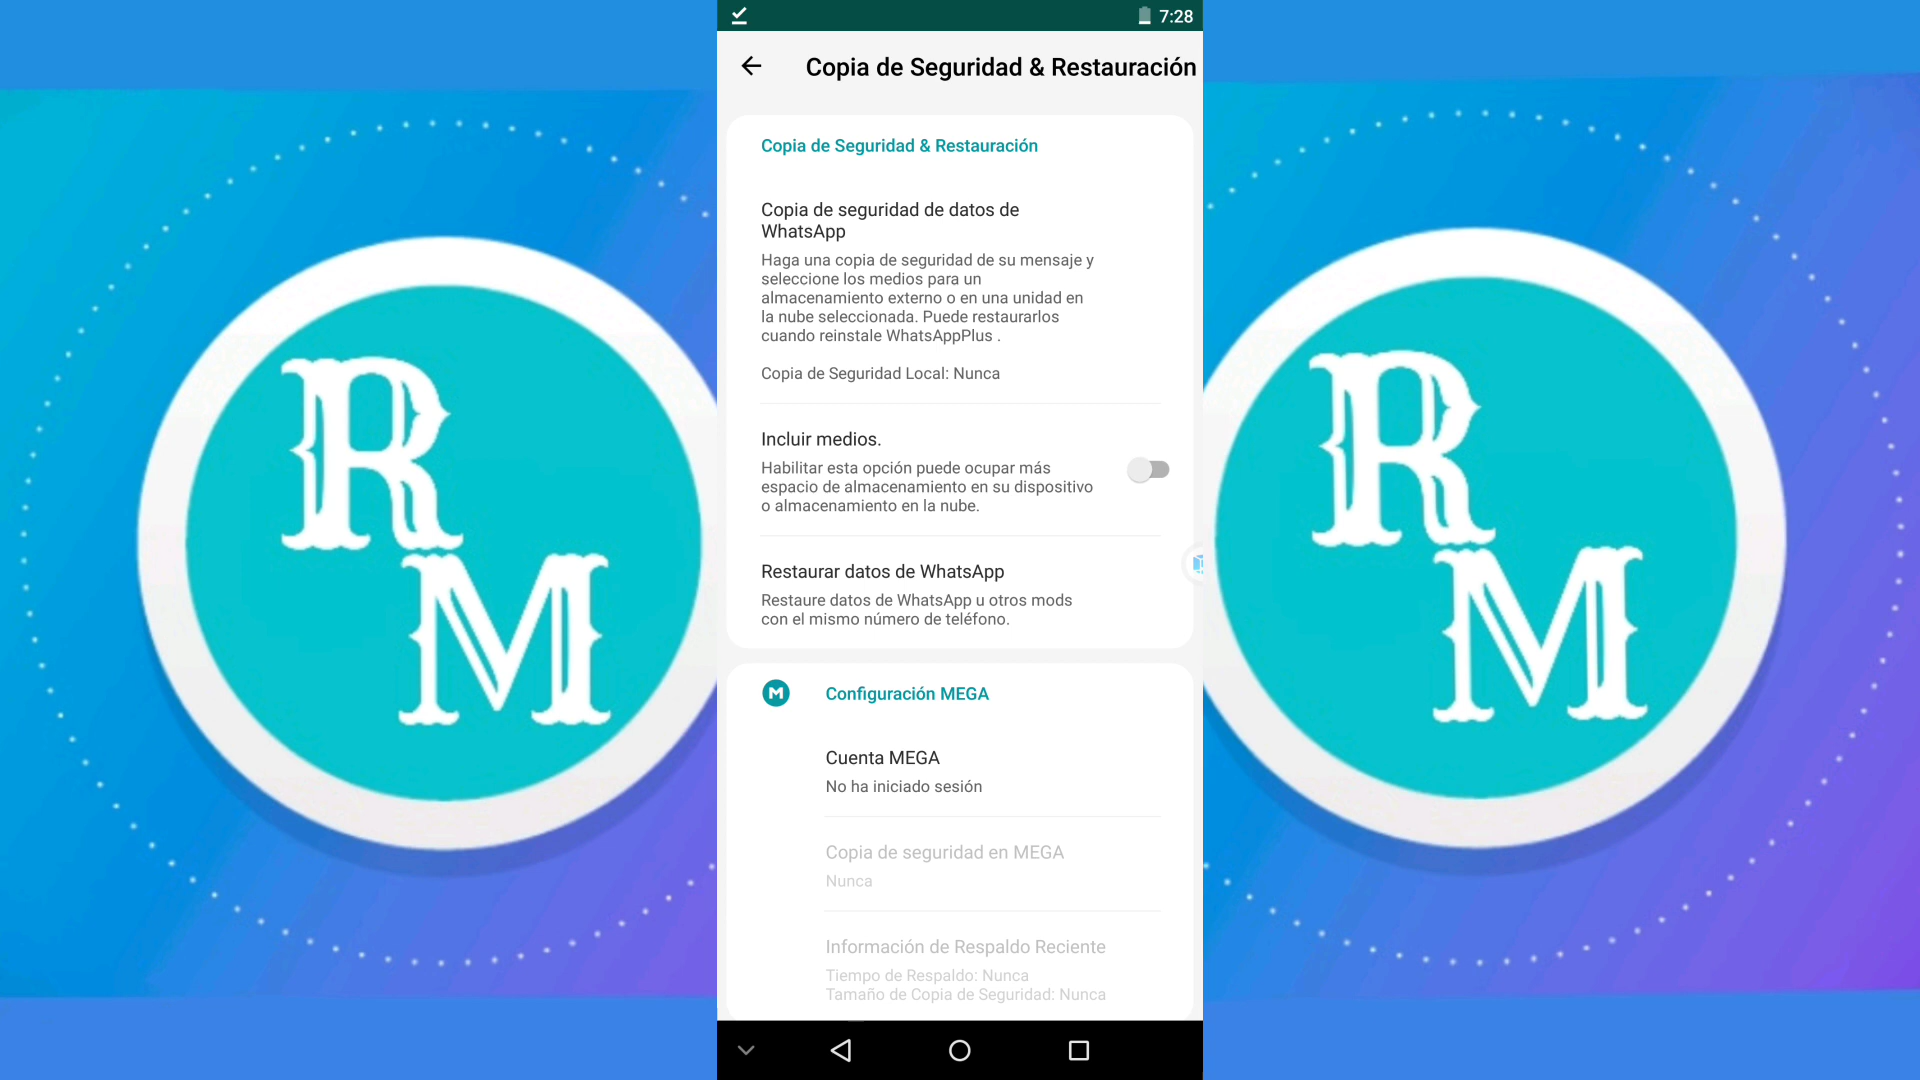 7:28
Copia de Seguridad & Restauración
Copia de Seguridad & Restauración
Copia de seguridad de datos de
WhatsApp
Haga una copia de seguridad de su mensaje y
seleccione los medios para un
almacenamiento externo o en una unidad en
la nube seleccionada. Puede restaurarlos
cuando reinstale WhatsAppPlus .
Copia de Seguridad Local: Nunca
Incluir medios.
Habilitar esta opción puede ocupar más
espacio de almacenamiento en su dispositivo
o almacenamiento en la nube.
Restaurar datos de WhatsApp
Restaure datos de WhatsApp u otros mods
con el mismo número de teléfono.
M Configuración MEGA
Cuenta MEGA
No ha iniciado sesión
Copia de seguridad en MEGA
Nunca
Información de Respaldo Reciente
Tiempo de Respaldo: Nunca
Tamaño de Copia de Seguridad: Nunca
R
M
R
M